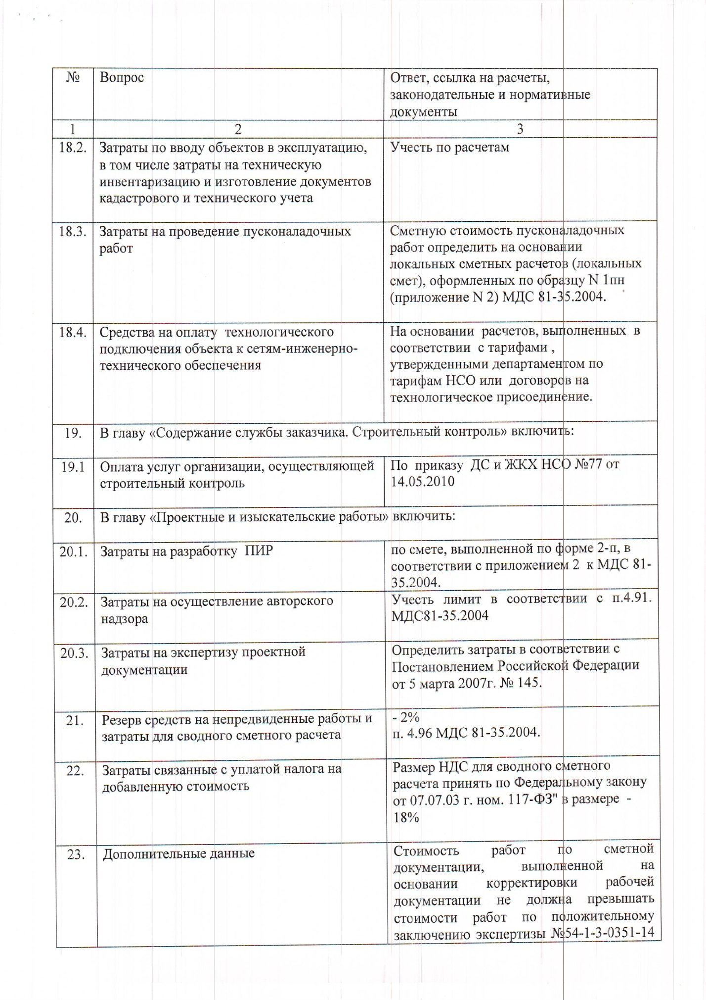 №
Вопрос
Ответ, ссылка на расчеты,
законодательные и нормативные
документы
1
2
3
18.2.
Затраты по вводу объектов в эксплуатацию,
в том числе затраты на техническую
инвентаризацию и изготовление документов
кадастрового и технического учета
Учесть по расчетам
18.3.
Затраты на проведение пусконаладочных
работ
Сметную стоимость пусконаладочных
работ определить на основании
локальных сметных расчетов (локальных
смет), оформленных по образцу N 1пн
(приложение N 2) МДС 81-35.2004.
18.4.
Средства на оплату технологического
подключения объекта к сетям-инженерно-
технического обеспечения
На основании расчетов, выполненных в
соответствии с тарифами ,
утвержденными департаментом по
тарифам НСО или договоров на
технологическое присоединение.
19.
В главу «Содержание службы заказчика. Строительный контроль» включить:
19.1
Оплата услуг организации, осуществляющей
строительный контроль
По приказу ДС и ЖКХ НСО №77 от
14.05.2010
20.
В главу «Проектные и изыскательские работы» включить:
20.1.
Затраты на разработку ПИР
по смете, выполненной по форме 2-п, в
соответствии с приложением 2 к МДС 81-
35.2004.
20.2.
Затраты на осуществление авторского
надзора
Учесть лимит в соответствии с п.4.91.
МДС81-35.2004
20.3.
Затраты на экспертизу проектной
документации
Определить затраты в соответствии с
Постановлением Российской Федерации
от 5 марта 2007г. № 145.
21.
Резерв средств на непредвиденные работы и
затраты для сводного сметного расчета
- 2%
п. 4.96 МДС 81-35.2004.
22.
Затраты связанные с уплатой налога на
добавленную стоимость
Размер НДС для сводного сметного
расчета принять по Федеральному закону
от 07.07.03 г. ном. 117-ФЗ" в размере -
18%
23.
Дополнительные данные
Стоимость работ по сметной
документации, выполненной на
основании корректировки рабочей
документации не должна превышать
стоимости работ по положительному
заключению экспертизы №54-1-3-0351-14